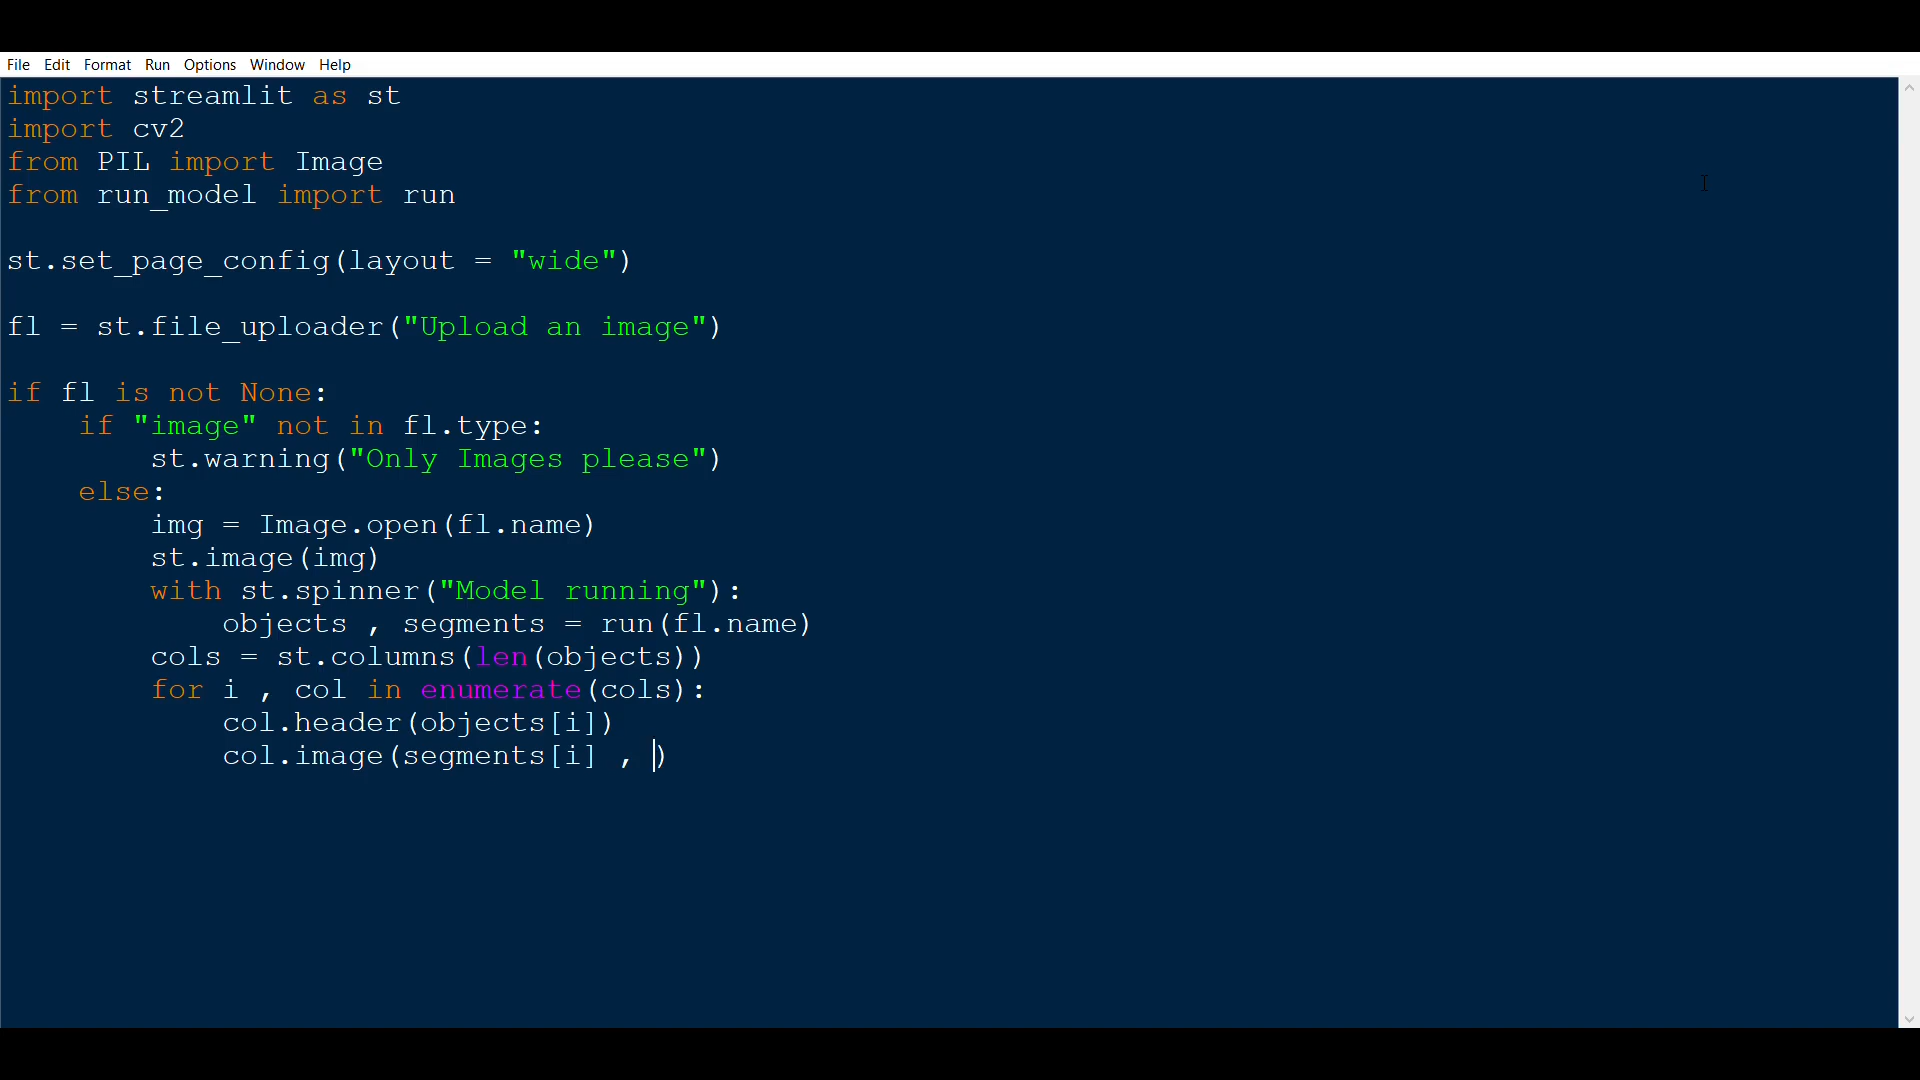 File Edit Format Run Options Window Help
import streamlit as st
import cv2
from PIL import Image
from run_model import run
st.set_page_config(layout = "wide")
fl = st.file_uploader("Upload an image")
if fl is not None:
    if "image" not in fl.type:
        st.warning("Only Images please")
    else:
        img = Image.open(fl.name)
        st.image(img)
        with st.spinner("Model running"):
            objects , segments = run(fl.name)
        cols = st.columns(len(objects))
        for i , col in enumerate(cols):
            col.header(objects[i])
            col.image(segments[i] , )